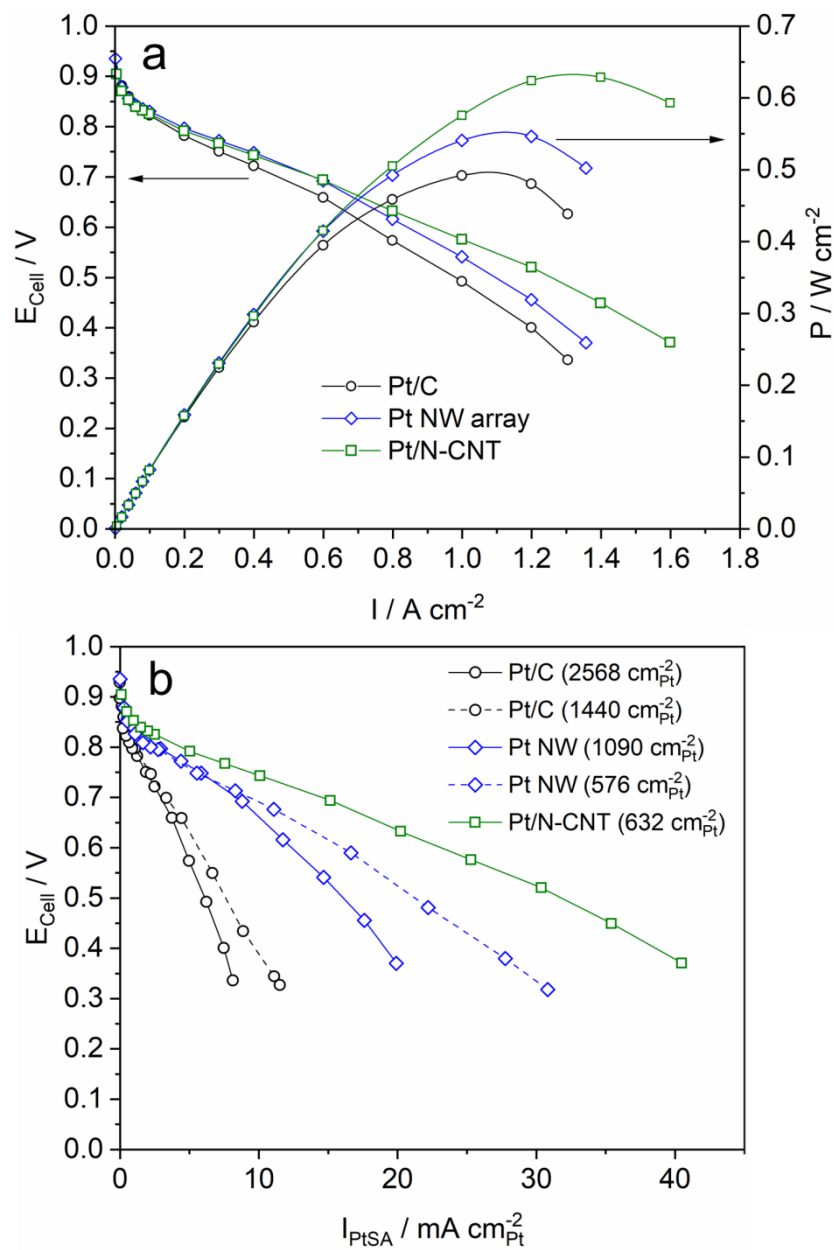 a
1.0
0.9
0.8
0.7
0.6
0.5
0.4
0.3
0.2
0.1
0.0
E_Cell / V
0.7
0.6
0.5
0.4
0.3
0.2
0.1
0.0
P / W cm⁻²
Pt/C
Pt NW array
Pt/N-CNT
0.0 0.2 0.4 0.6 0.8 1.0 1.2 1.4 1.6 1.8
I / A cm⁻²
b
1.0
0.9
0.8
0.7
0.6
0.5
0.4
0.3
0.2
0.1
0.0
E_Cell / V
Pt/C (2568 cm⁻²_Pt)
Pt/C (1440 cm⁻²_Pt)
Pt NW (1090 cm⁻²_Pt)
Pt NW (576 cm⁻²_Pt)
Pt/N-CNT (632 cm⁻²_Pt)
0 10 20 30 40
I_PtSA / mA cm⁻²_Pt